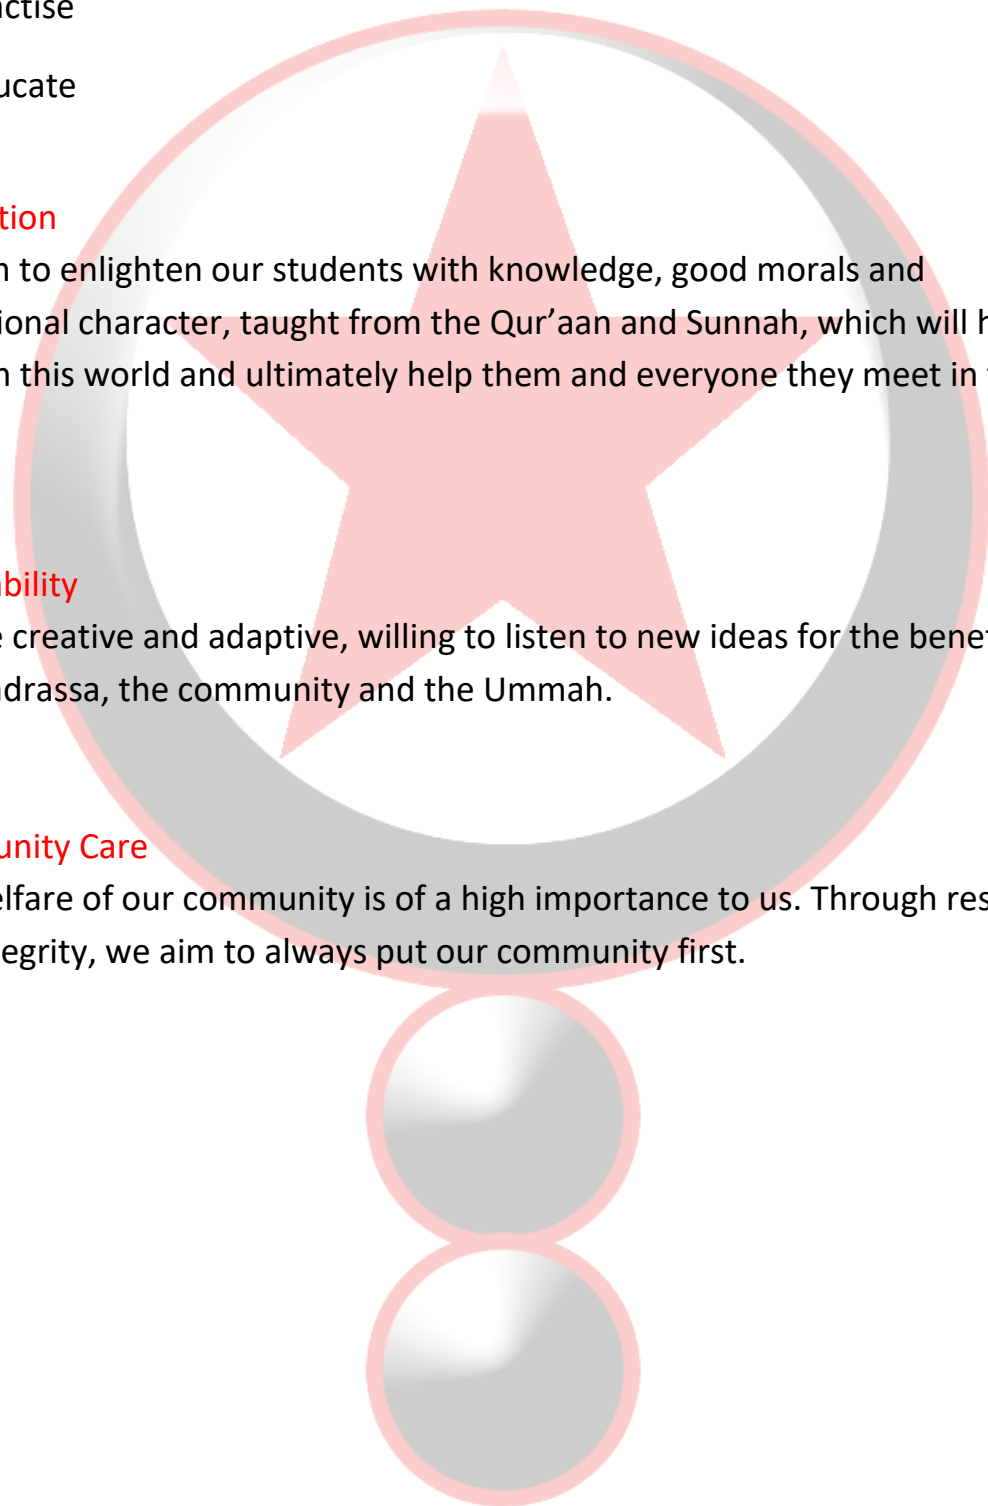 ctise
ucate
tion
n to enlighten our students with knowledge, good morals and
ional character, taught from the Qur’aan and Sunnah, which will h
n this world and ultimately help them and everyone they meet in
ability
e creative and adaptive, willing to listen to new ideas for the bene
adrassa, the community and the Ummah.
unity Care
elfare of our community is of a high importance to us. Through res
egrity, we aim to always put our community first.